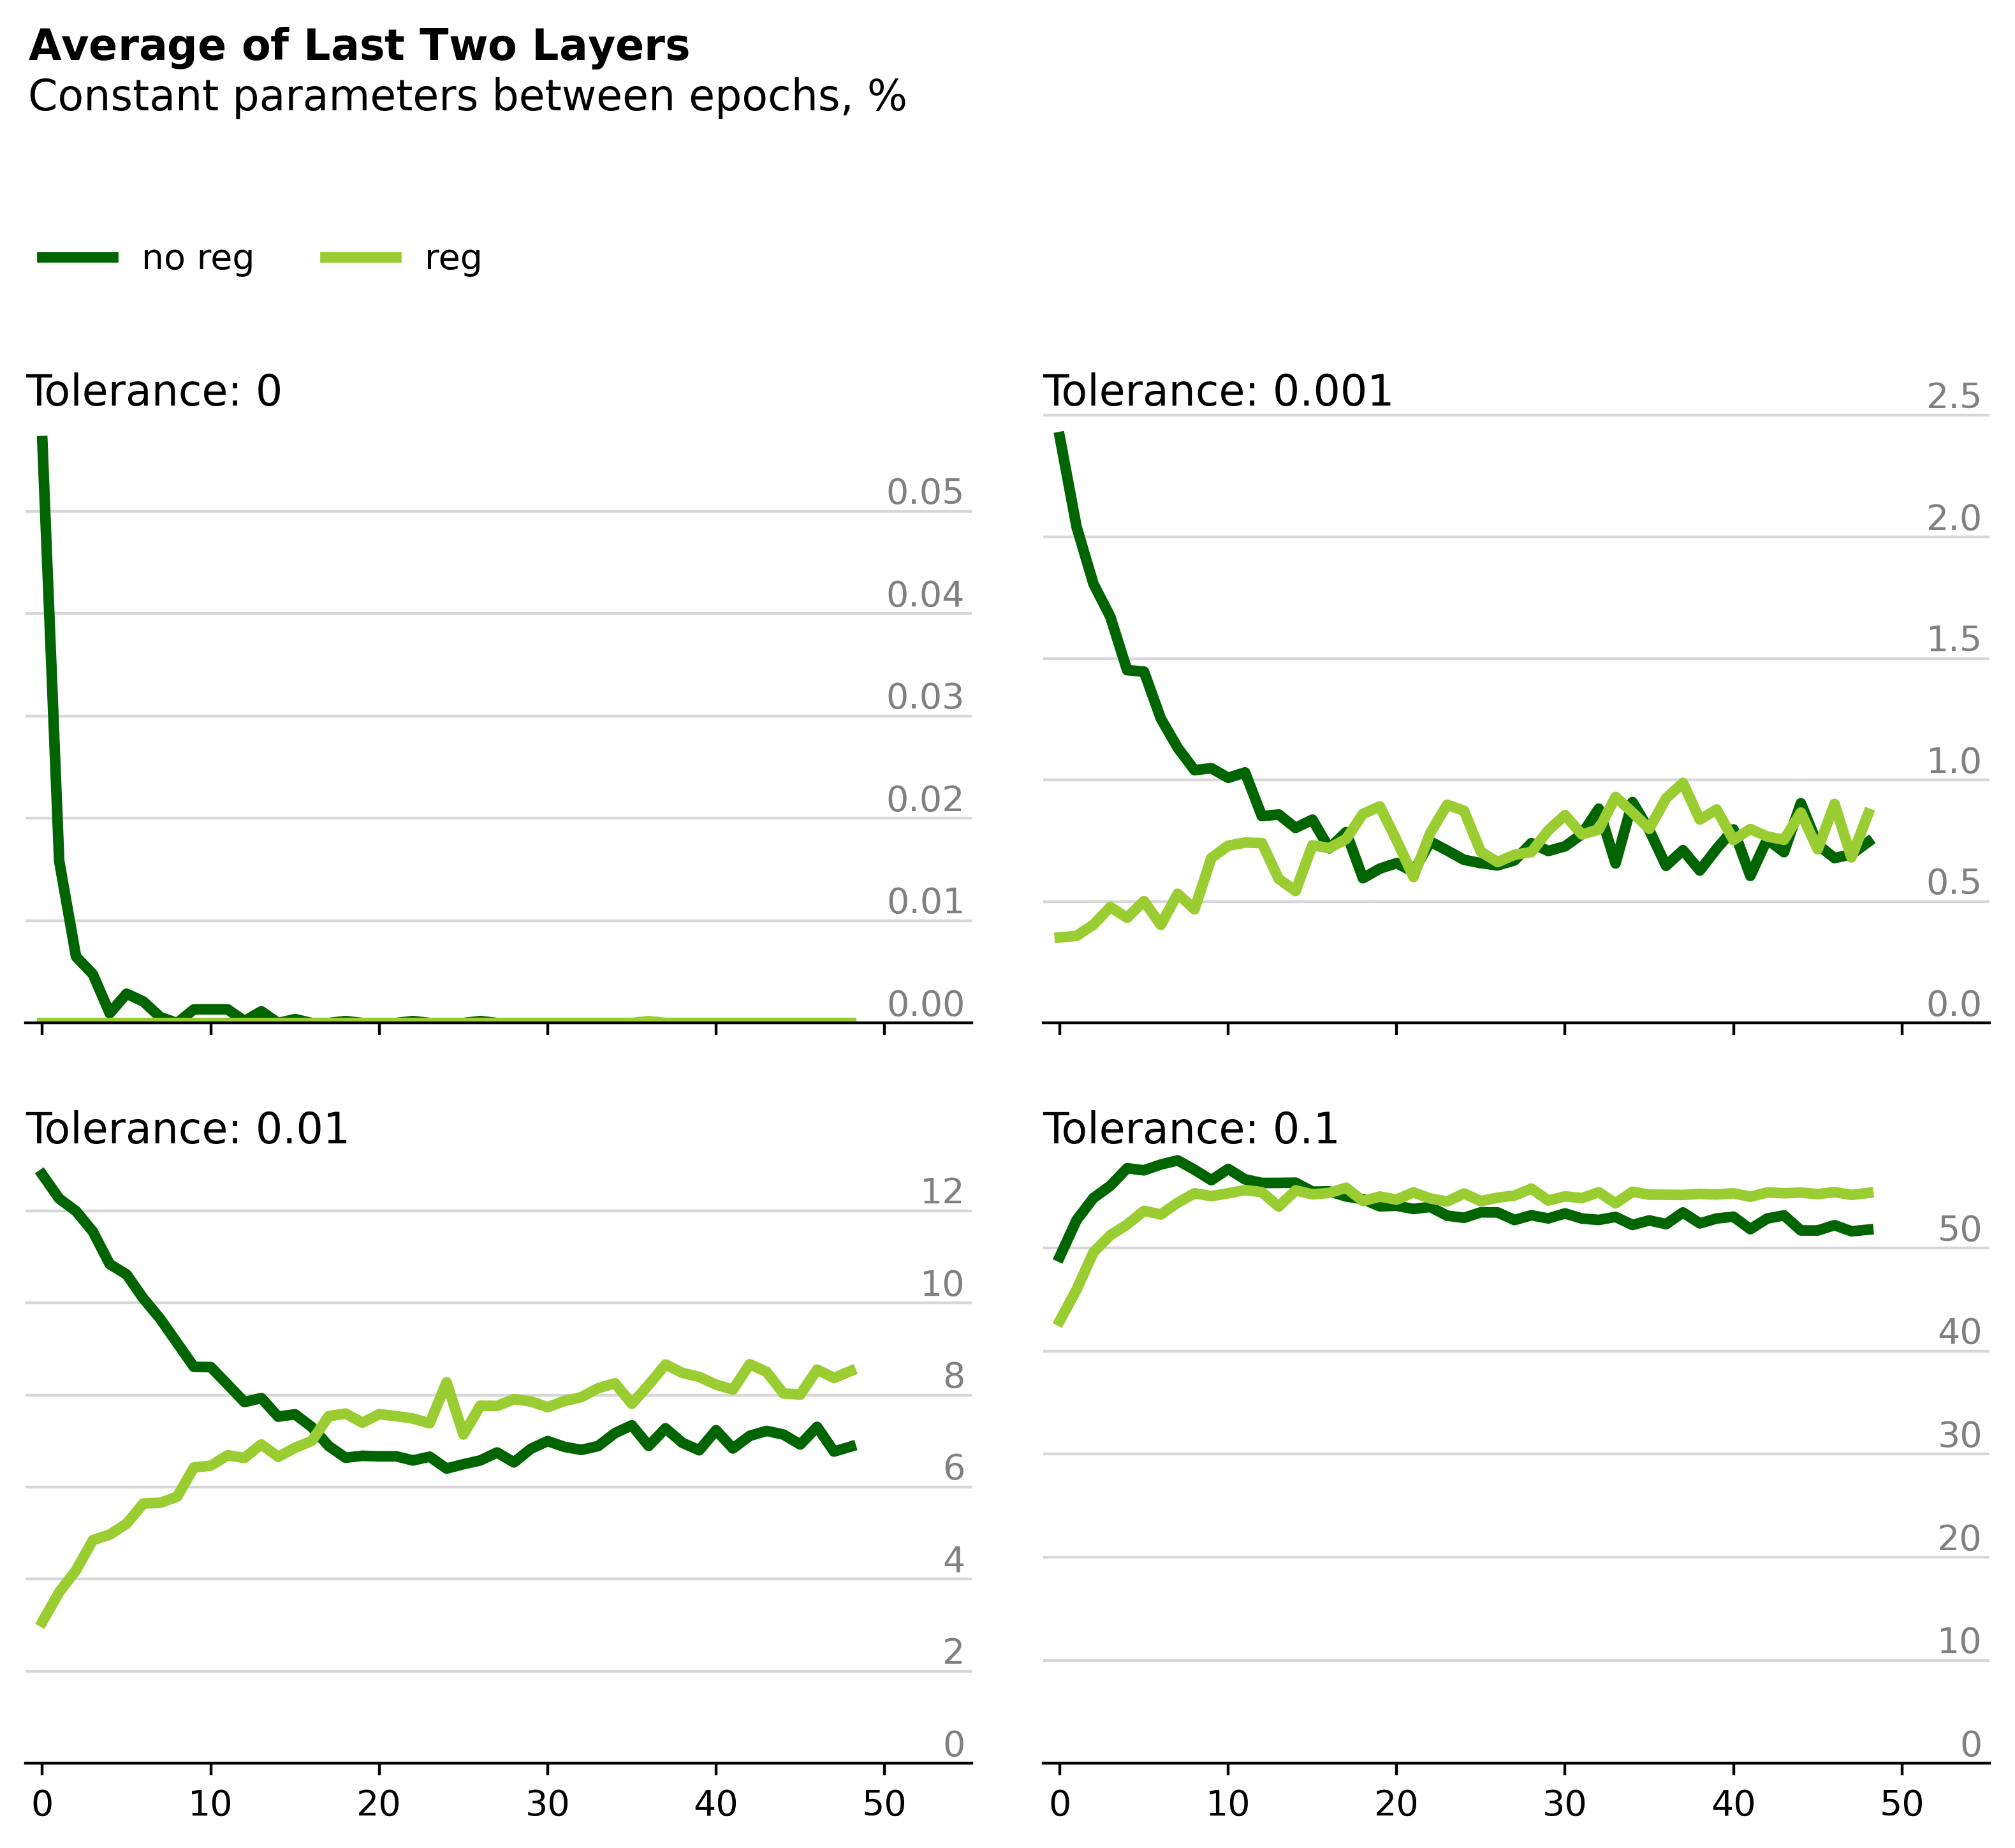 Average of Last Two Layers
Constant parameters between epochs, %
no reg
reg
Tolerance: 0
0.05
0.04
0.03
0.02
0.01
0.00
Tolerance: 0.001
2.5
2.0
1.5
1.0
0.5
0.0
Tolerance: 0.01
12
10
8
6
4
2
0
0 10 20 30 40 50
Tolerance: 0.1
50
40
30
20
10
0
0 10 20 30 40 50